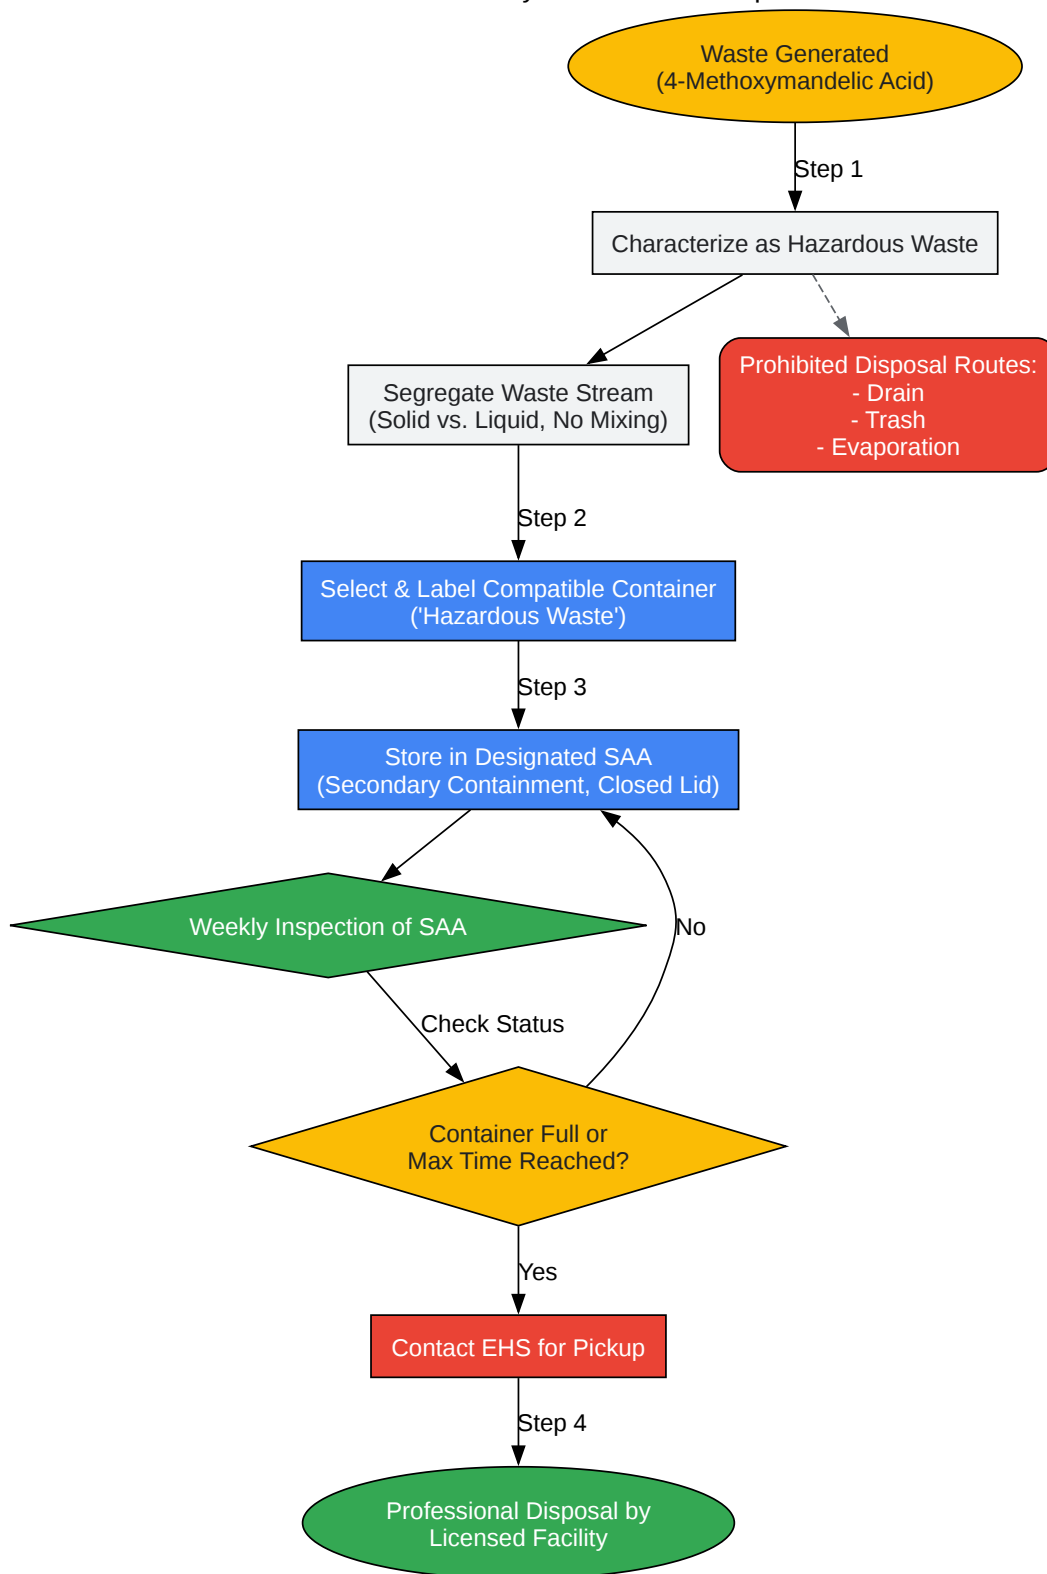 Waste Generated
(4-Methoxymandelic Acid)
Step 1
Characterize as Hazardous Waste
Segregate Waste Stream
(Solid vs. Liquid, No Mixing)
Prohibited Disposal Routes:
- Drain
- Trash
- Evaporation
Step 2
Select & Label Compatible Container
('Hazardous Waste')
Step 3
Store in Designated SAA
(Secondary Containment, Closed Lid)
Weekly Inspection of SAA
No
Check Status
Container Full or
Max Time Reached?
Yes
Contact EHS for Pickup
Step 4
Professional Disposal by
Licensed Facility